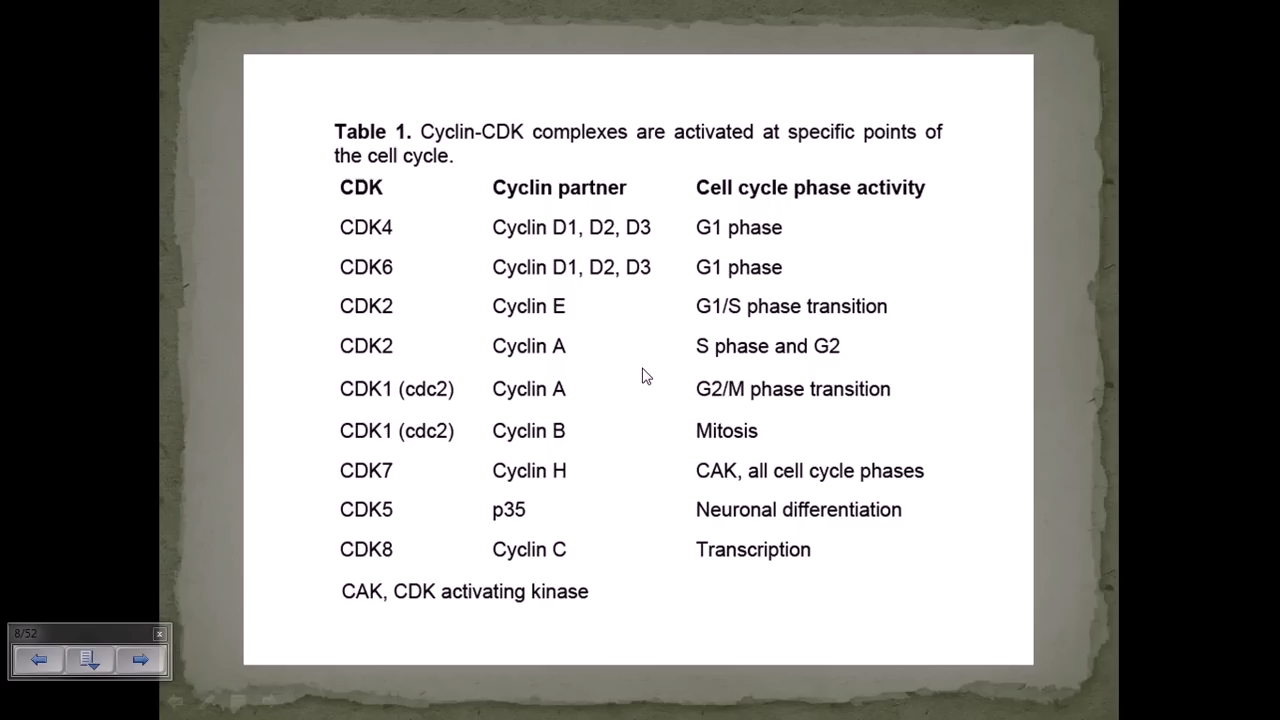 Table 1. Cyclin-CDK complexes are activated at specific points of
the cell cycle.
CDK Cyclin partner Cell cycle phase activity
CDK4 Cyclin D1, D2, D3 G1 phase
CDK6 Cyclin D1, D2, D3 G1 phase
CDK2 Cyclin E G1/S phase transition
CDK2 Cyclin A S phase and G2
CDK1 (cdc2) Cyclin A G2/M phase transition
CDK1 (cdc2) Cyclin B Mitosis
CDK7 Cyclin H CAK, all cell cycle phases
CDK5 p35 Neuronal differentiation
CDK8 Cyclin C Transcription
CAK, CDK activating kinase
8/52 x